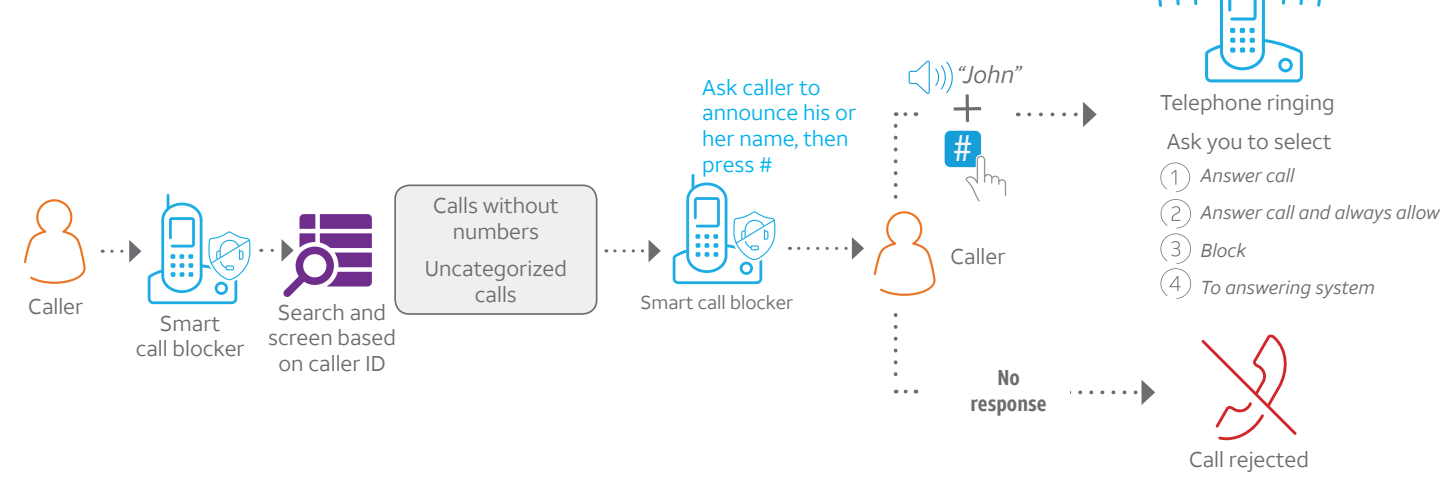 Caller
Smart
call blocker
Search and
screen based
on caller ID
Calls without
numbers
Uncategorized
calls
Ask caller to
announce his or
her name, then
press #
Smart call blocker
Caller
“John”
+
#
Telephone ringing
Ask you to select
1 Answer call
2 Answer call and always allow
3 Block
4 To answering system
No
response
Call rejected